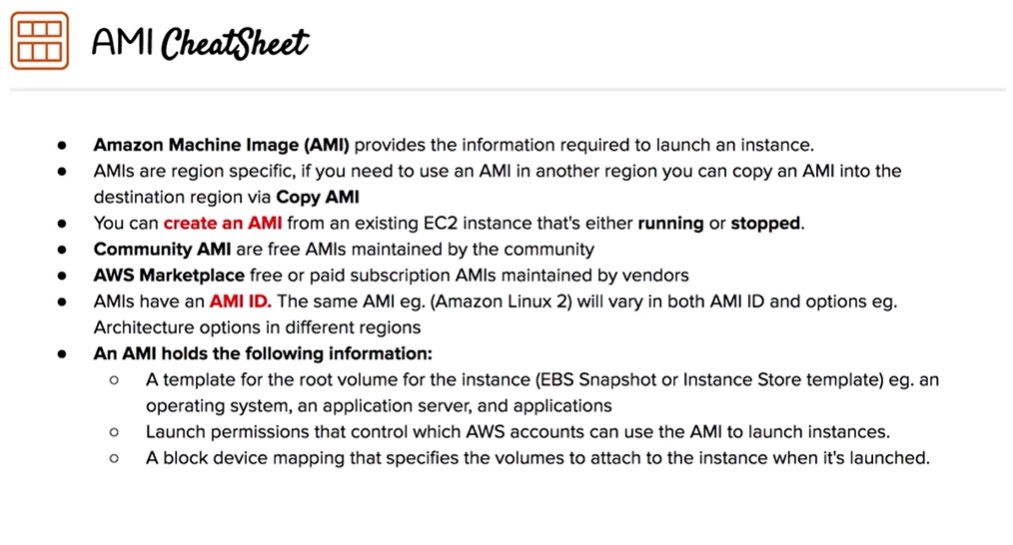 AMI CheatSheet
● Amazon Machine Image (AMI) provides the information required to launch an instance.
● AMIs are region specific, if you need to use an AMI in another region you can copy an AMI into the
destination region via Copy AMI
● You can create an AMI from an existing EC2 instance that's either running or stopped.
● Community AMI are free AMIs maintained by the community
● AWS Marketplace free or paid subscription AMIs maintained by vendors
● AMIs have an AMI ID. The same AMI eg. (Amazon Linux 2) will vary in both AMI ID and options eg.
Architecture options in different regions
● An AMI holds the following information:
○ A template for the root volume for the instance (EBS Snapshot or Instance Store template) eg. an
operating system, an application server, and applications
○ Launch permissions that control which AWS accounts can use the AMI to launch instances.
○ A block device mapping that specifies the volumes to attach to the instance when it's launched.